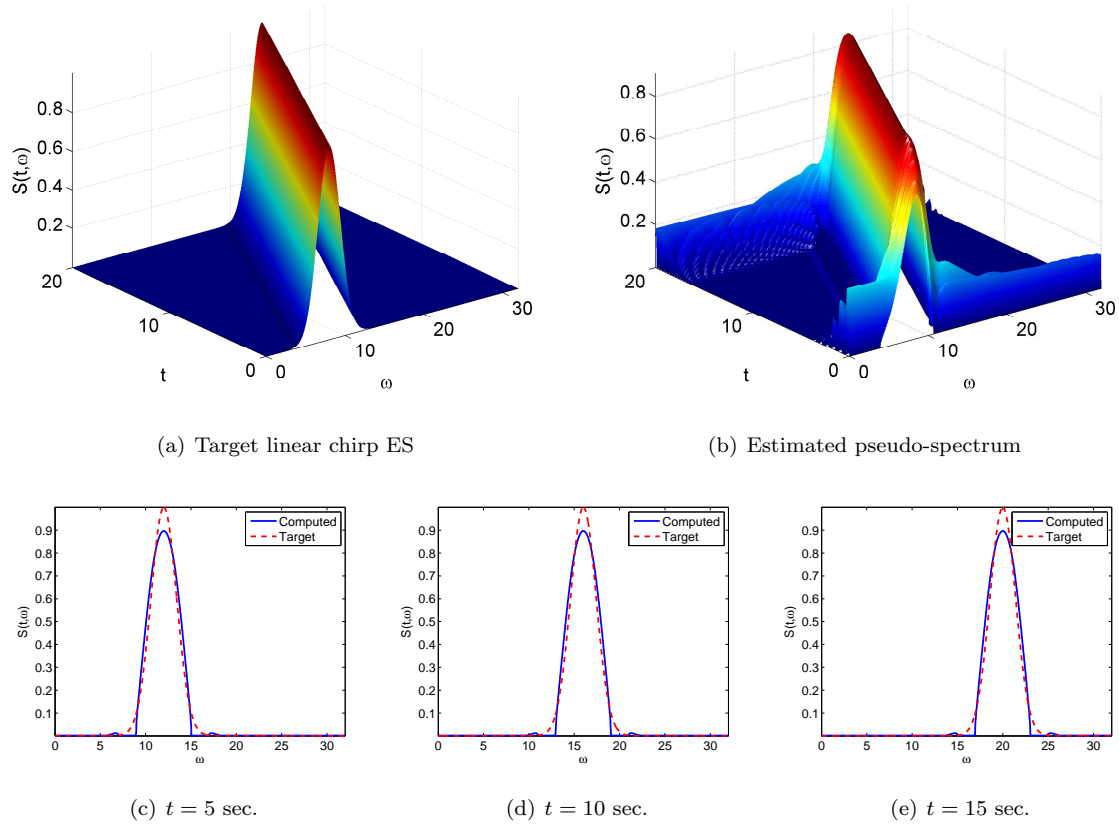 S(t,ω)
0.8
0.6
0.4
0.2
20
10
0
t
0
10
20
30
ω
(a) Target linear chirp ES
S(t,ω)
0.8
0.6
0.4
0.2
20
10
0
t
0
10
20
30
ω
(b) Estimated pseudo-spectrum
S(t,ω)
0.9
0.8
0.7
0.6
0.5
0.4
0.3
0.2
0.1
0 5 10 15 20 25 30
ω
Computed
Target
(c) t = 5 sec.
S(t,ω)
0.9
0.8
0.7
0.6
0.5
0.4
0.3
0.2
0.1
0 5 10 15 20 25 30
ω
Computed
Target
(d) t = 10 sec.
S(t,ω)
0.9
0.8
0.7
0.6
0.5
0.4
0.3
0.2
0.1
0 5 10 15 20 25 30
ω
Computed
Target
(e) t = 15 sec.